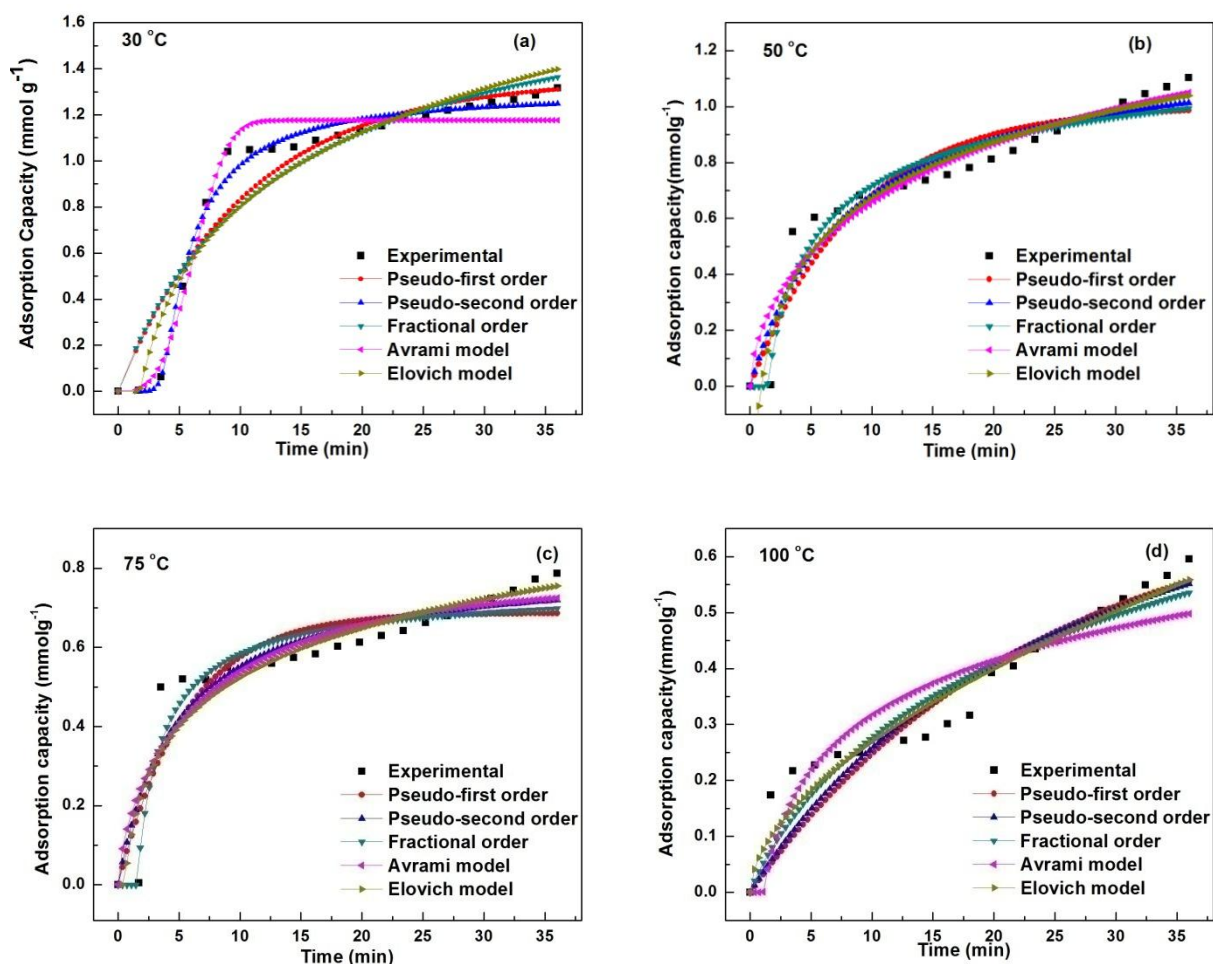 30 °C
(a)
Adsorption Capacity (mmol g-1)
1.6
1.4
1.2
1.0
0.8
0.6
0.4
0.2
0.0
Experimental
Pseudo-first order
Pseudo-second order
Fractional order
Avrami model
Elovich model
0 5 10 15 20 25 30 35
Time (min)
50 °C
(b)
Adsorption capacity(mmolg-1)
1.2
1.0
0.8
0.6
0.4
0.2
0.0
Experimental
Pseudo-first order
Pseudo-second order
Fractional order
Avrami model
Elovich model
0 5 10 15 20 25 30 35
Time (min)
75 °C
(c)
Adsorption capacity (mmolg-1)
0.8
0.6
0.4
0.2
0.0
Experimental
Pseudo-first order
Pseudo-second order
Fractional order
Avrami model
Elovich model
0 5 10 15 20 25 30 35
Time (min)
100 °C
(d)
Adsorption capacity(mmolg-1)
0.6
0.5
0.4
0.3
0.2
0.1
0.0
Experimental
Pseudo-first order
Pseudo-second order
Fractional order
Avrami model
Elovich model
0 5 10 15 20 25 30 35
Time (min)